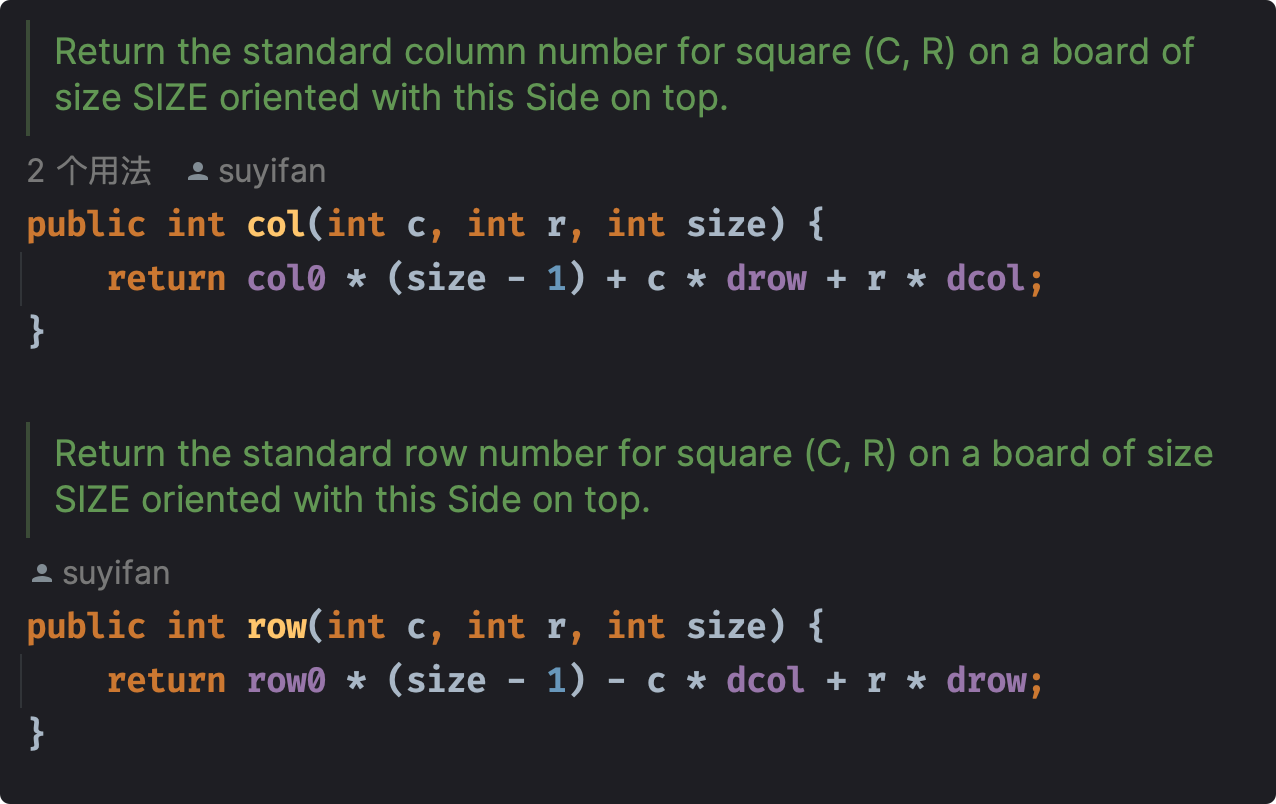 Return the standard column number for square (C, R) on a board of
size SIZE oriented with this Side on top.
2 个用法 suyifan
public int col(int c, int r, int size) {
    return col0 * (size - 1) + c * drow + r * dcol;
}
Return the standard row number for square (C, R) on a board of size
SIZE oriented with this Side on top.
suyifan
public int row(int c, int r, int size) {
    return row0 * (size - 1) - c * dcol + r * drow;
}